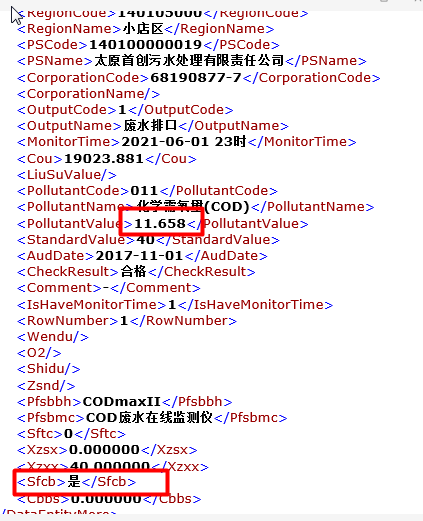 <RegionCode>140105000</RegionCode>
<RegionName>小店区</RegionName>
<PSCode>140100000019</PSCode>
<PSName>太原首创污水处理有限责任公司</PSName>
<CorporationCode>68190877-7</CorporationCode>
<CorporationName/>
<OutputCode>1</OutputCode>
<OutputName>废水排口</OutputName>
<MonitorTime>2021-06-01 23时</MonitorTime>
<Cou>19023.881</Cou>
<LiuSuValue/>
<PollutantCode>011</PollutantCode>
<PollutantName>化学需氧量(COD)</PollutantName>
<PollutantValue>11.658</PollutantValue>
<StandardValue>40</StandardValue>
<AudDate>2017-11-01</AudDate>
<CheckResult>合格</CheckResult>
<Comment>-</Comment>
<IsHaveMonitorTime>1</IsHaveMonitorTime>
<RowNumber>1</RowNumber>
<Wendu/>
<O2/>
<Shidu/>
<Zsnd/>
<Pfsbbh>CODmaxII</Pfsbbh>
<Pfsbmc>COD废水在线监测仪</Pfsbmc>
<Sftc>0</Sftc>
<Xzsx>0.000000</Xzsx>
<Xzxx>40.000000</Xzxx>
<Sfcb>是</Sfcb>
<Cbbs>0.000000</Cbbs>
</DataEntityMore>